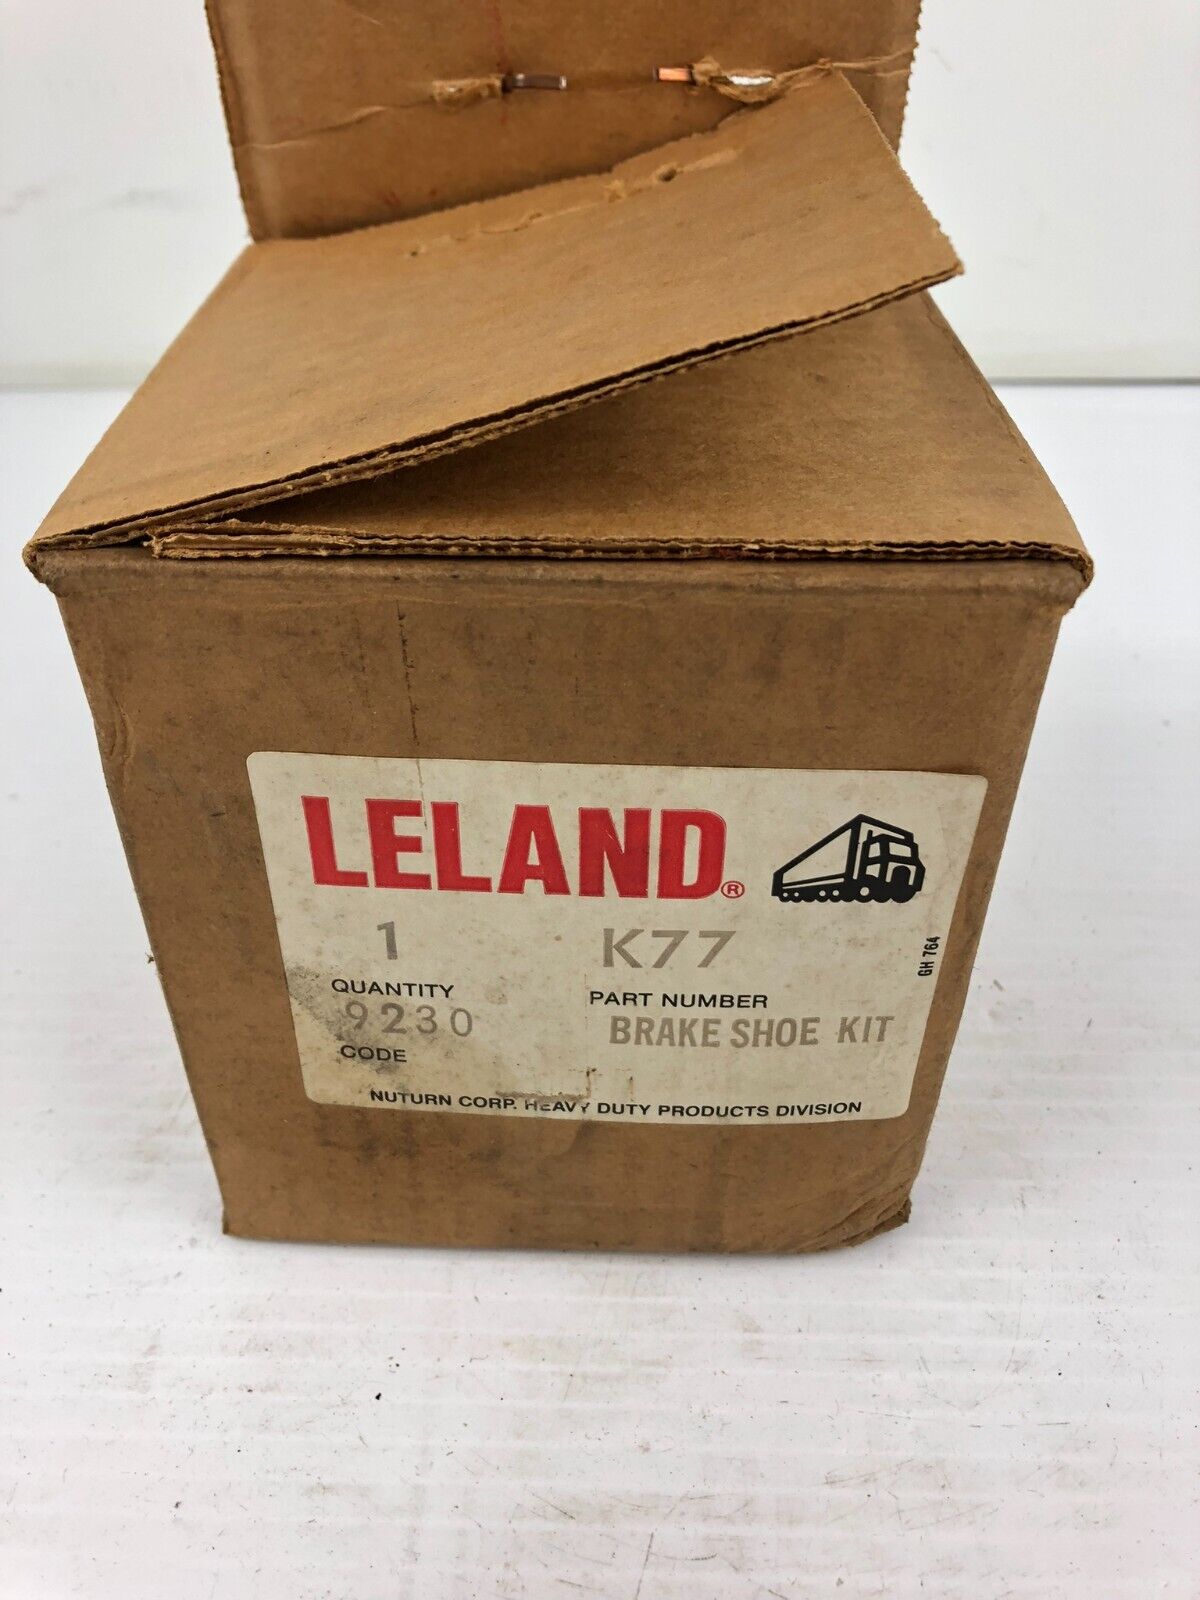 LELAND®
1 K77
QUANTITY PART NUMBER
9230 BRAKE SHOE KIT
CODE
NUTURN CORP. HEAVY DUTY PRODUCTS DIVISION
GH 764